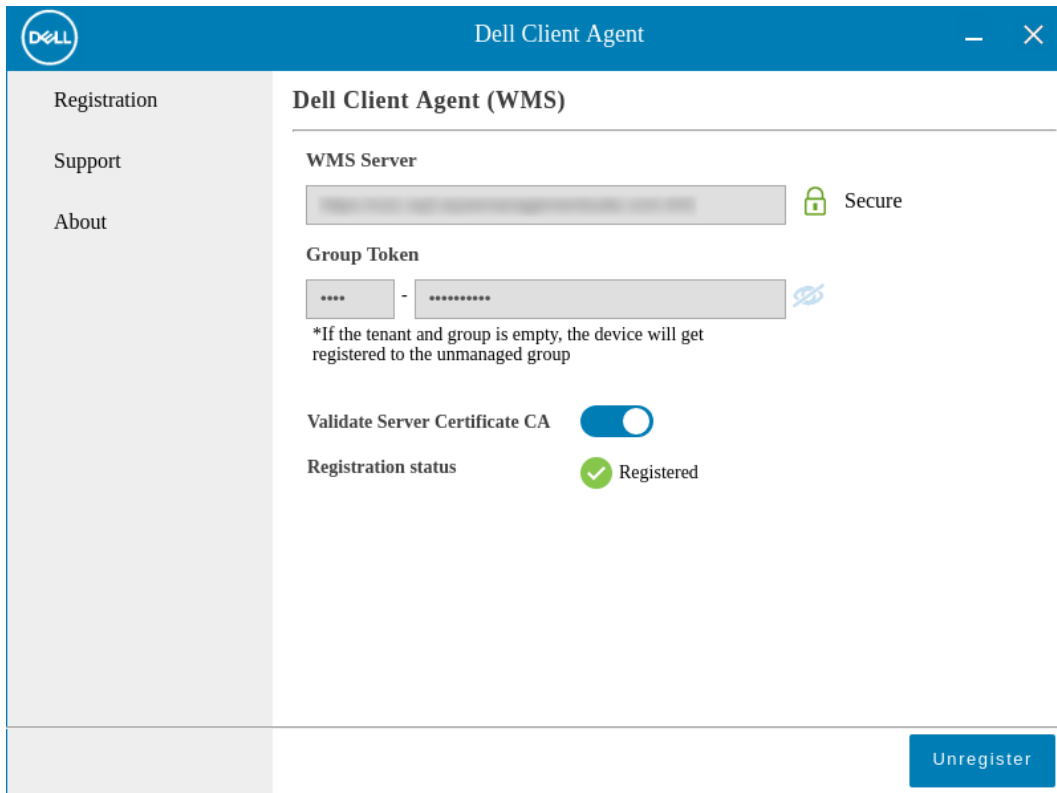 DELL
Dell Client Agent
Registration
Support
About
Dell Client Agent (WMS)
WMS Server
Secure
Group Token
•••• - ••••••••••
*If the tenant and group is empty, the device will get
registered to the unmanaged group
Validate Server Certificate CA
Registration status
Registered
Unregister